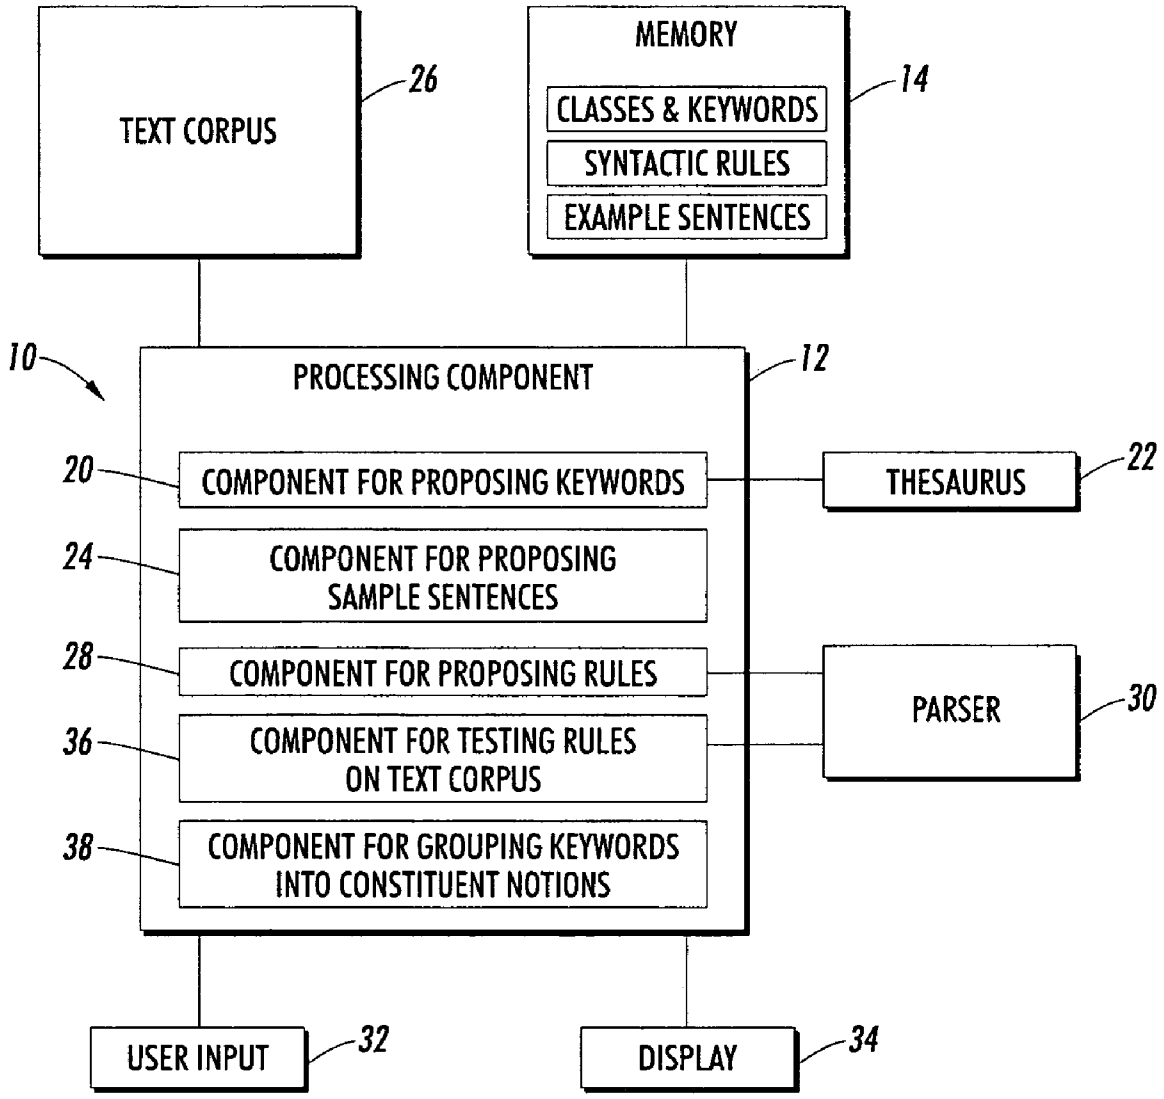 TEXT CORPUS
26
MEMORY
CLASSES & KEYWORDS
SYNTACTIC RULES
EXAMPLE SENTENCES
14
10
PROCESSING COMPONENT
12
20
COMPONENT FOR PROPOSING KEYWORDS
THESAURUS
22
24
COMPONENT FOR PROPOSING
SAMPLE SENTENCES
28
COMPONENT FOR PROPOSING RULES
PARSER
30
36
COMPONENT FOR TESTING RULES
ON TEXT CORPUS
38
COMPONENT FOR GROUPING KEYWORDS
INTO CONSTITUENT NOTIONS
USER INPUT
32
DISPLAY
34